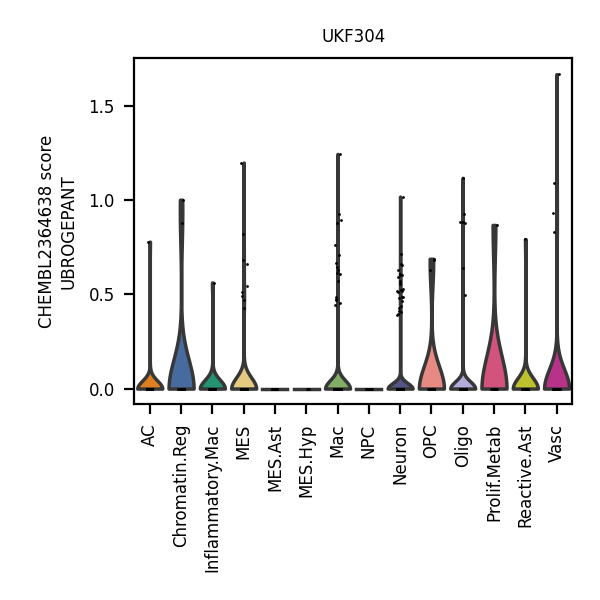 UKF304
CHEMBL2364638 score
UBROGEPANT
1.5
1.0
0.5
0.0
AC
Chromatin.Reg
Inflammatory.Mac
MES
MES.Ast
MES.Hyp
Mac
NPC
Neuron
OPC
Oligo
Prolif.Metab
Reactive.Ast
Vasc